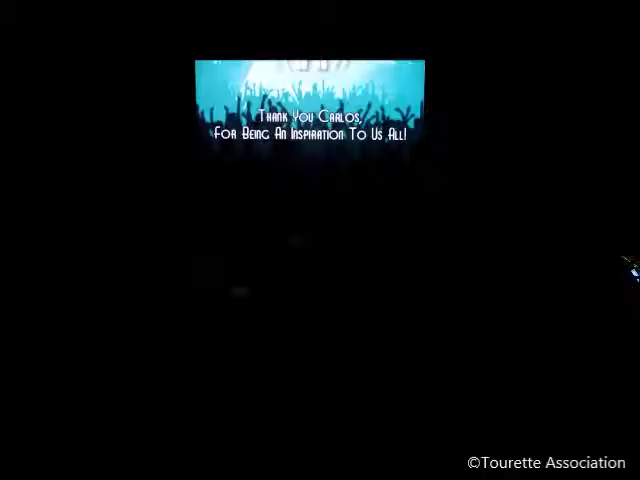 Thank You Carlos,
For Being An Inspiration To Us All!
©Tourette Association